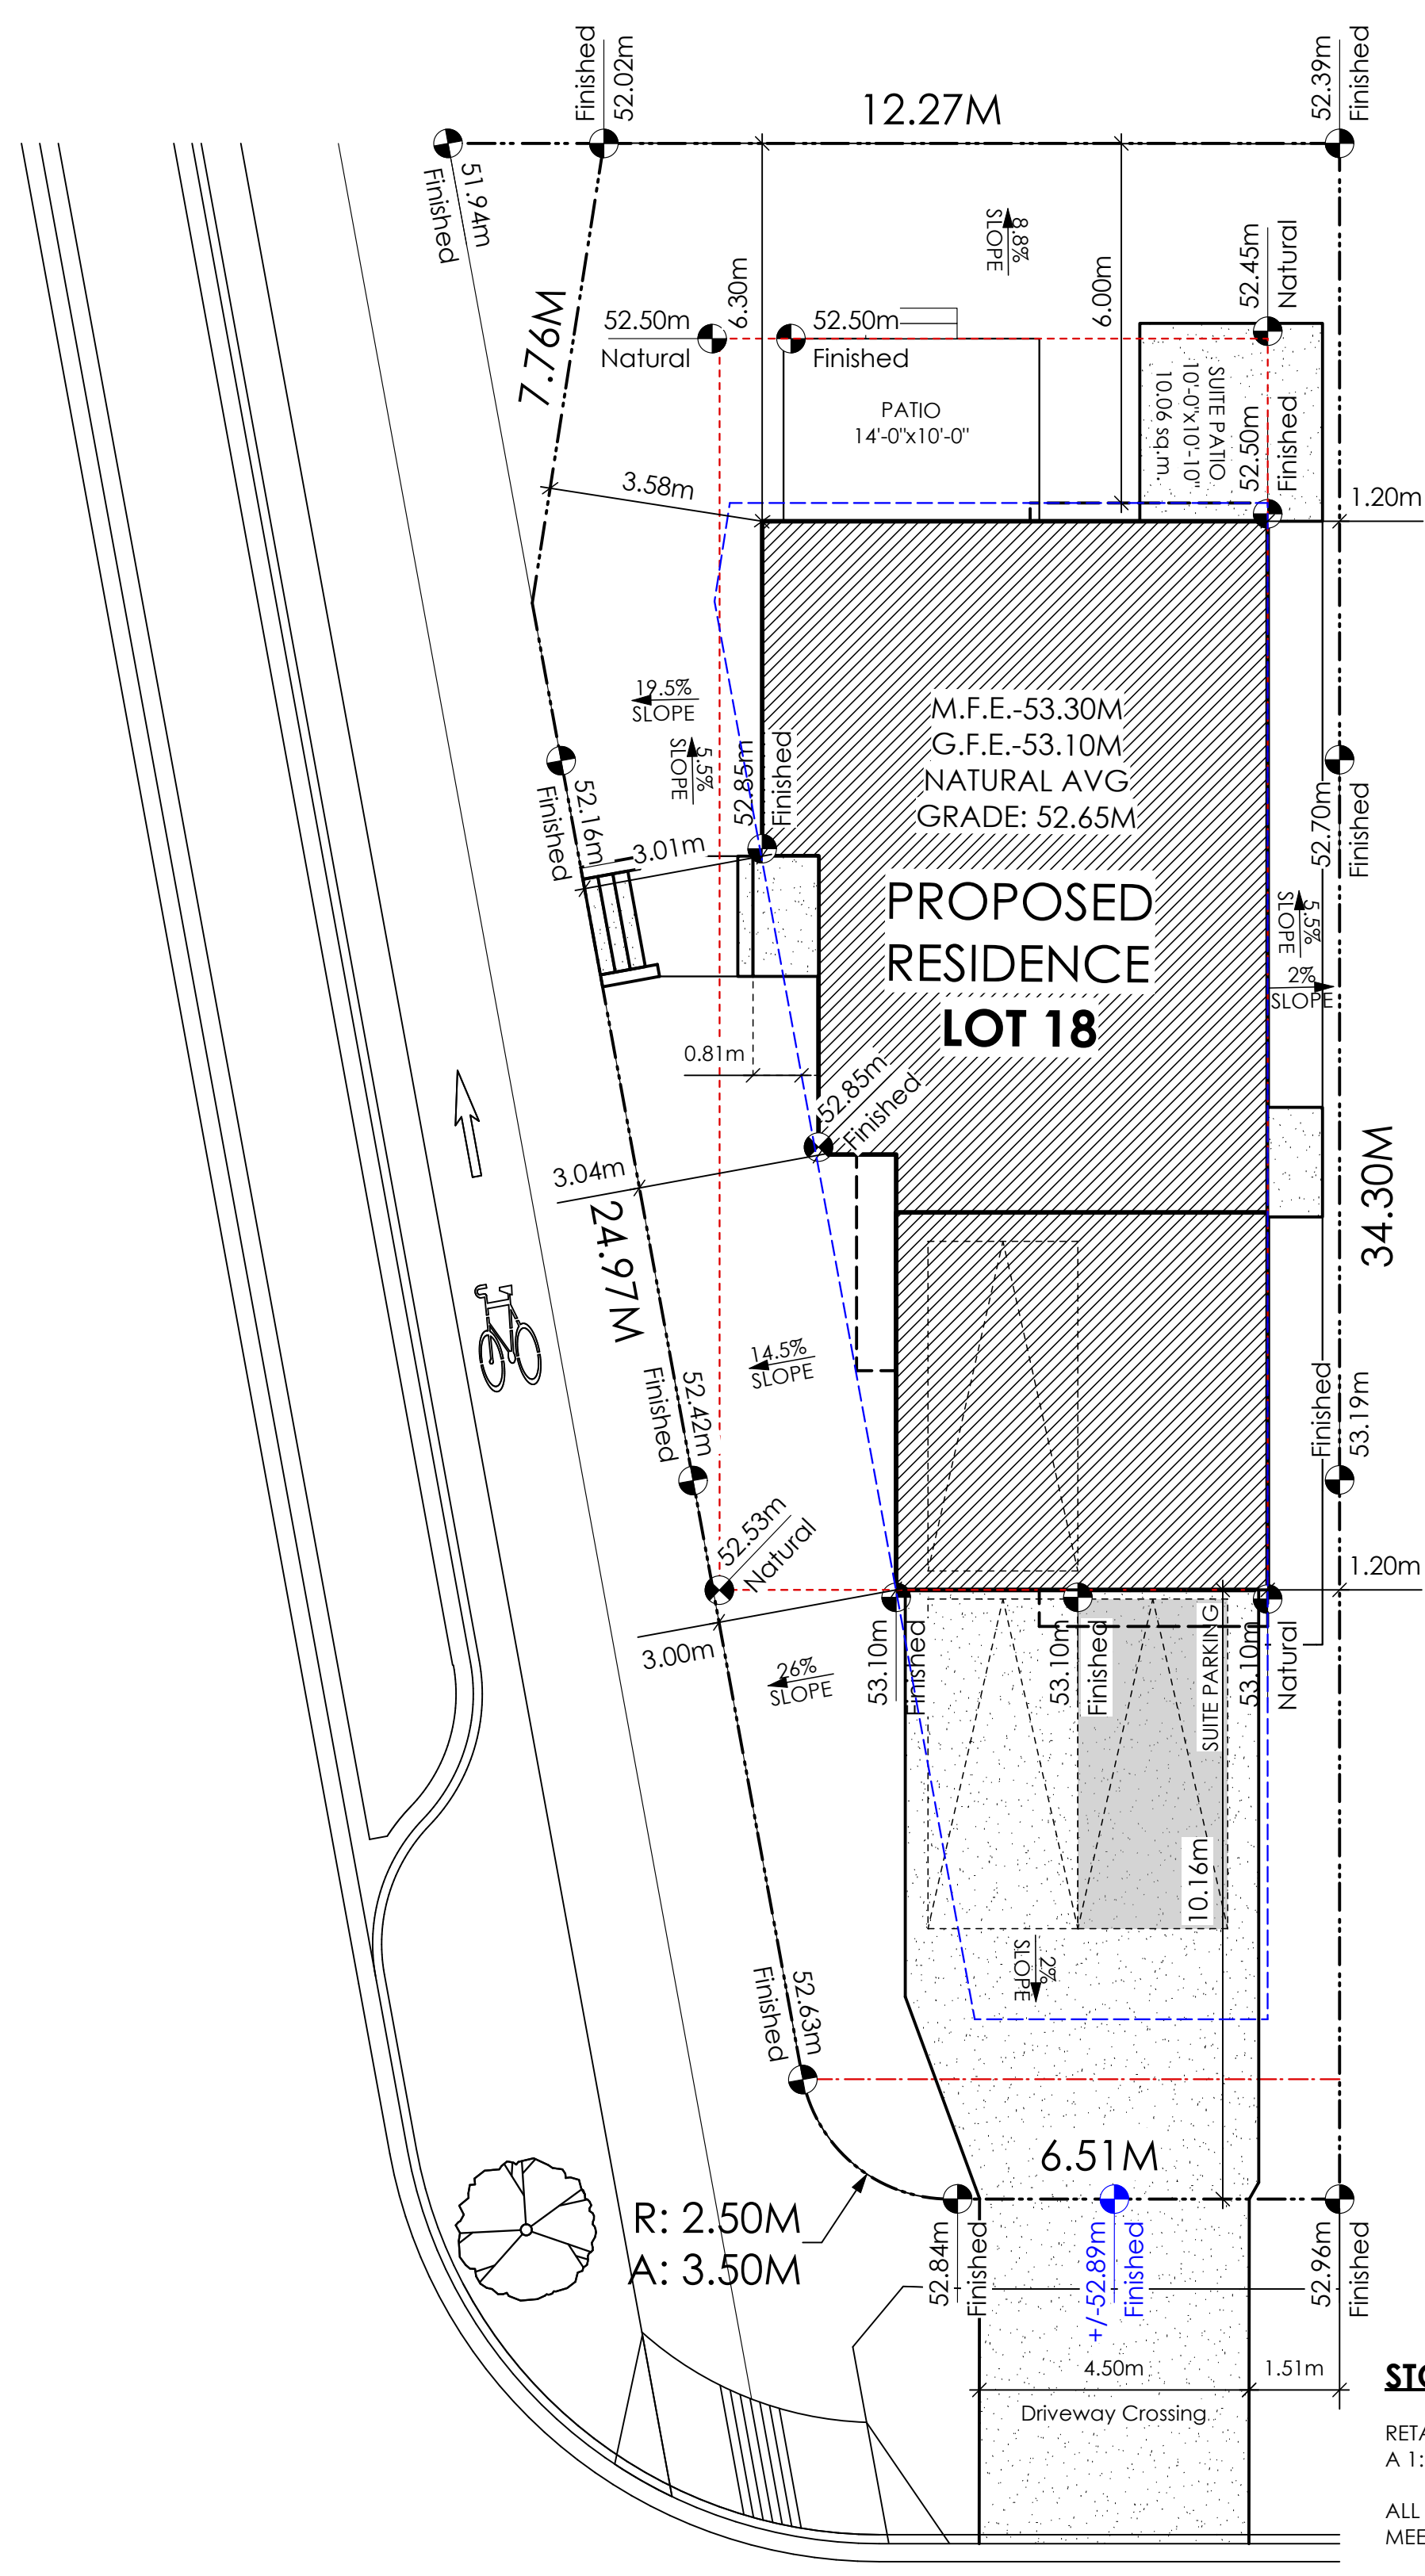 Finished
52.02m
52.39m
Finished
12.27M
51.94m
Finished
8.8%
SLOPE
6.30m
6.00m
52.45m
Natural
7.76M
52.50m
Natural
52.50m
Finished
PATIO
14'-0"x10'-0"
SUITE PATIO
10'-0"x10'-10"
10.06 sq.m.
52.50m
Finished
3.58m
1.20m
19.5%
SLOPE
5.5%
SLOPE
52.85m
Finished
M.F.E.-53.30M
G.F.E.-53.10M
NATURAL AVG
GRADE: 52.65M
52.16m
Finished
52.70m
Finished
3.01m
PROPOSED
RESIDENCE
LOT 18
5.5%
SLOPE
2%
SLOPE
0.81m
52.85m
Finished
3.04m
24.97M
34.30M
14.5%
SLOPE
52.42m
Finished
Finished
53.19m
52.53m
Natural
1.20m
3.00m
26%
SLOPE
53.10m
Finished
53.10m
Finished
SUITE PARKING
53.10m
Natural
10.16m
2%
SLOPE
52.63m
Finished
6.51M
R: 2.50M
A: 3.50M
52.84m
Finished
+/-52.89m
Finished
52.96m
Finished
4.50m
1.51m
Driveway Crossing
A 1:
ALL